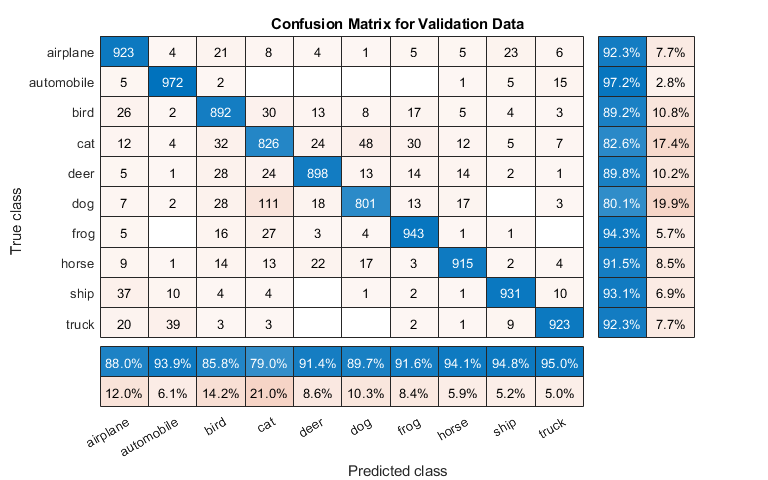 Confusion Matrix for Validation Data
airplane 923 4 21 8 4 1 5 5 23 6 92.3% 7.7%
automobile 5 972 2 1 5 15 97.2% 2.8%
bird 26 2 892 30 13 8 17 5 4 3 89.2% 10.8%
cat 12 4 32 826 24 48 30 12 5 7 82.6% 17.4%
deer 5 1 28 24 898 13 14 14 2 1 89.8% 10.2%
dog 7 2 28 111 18 801 13 17 3 80.1% 19.9%
frog 5 16 27 3 4 943 1 1 94.3% 5.7%
horse 9 1 14 13 22 17 3 915 2 4 91.5% 8.5%
ship 37 10 4 4 1 2 1 931 10 93.1% 6.9%
truck 20 39 3 3 2 1 9 923 92.3% 7.7%
True class
88.0% 93.9% 85.8% 79.0% 91.4% 89.7% 91.6% 94.1% 94.8% 95.0%
12.0% 6.1% 14.2% 21.0% 8.6% 10.3% 8.4% 5.9% 5.2% 5.0%
airplane automobile bird cat deer dog frog horse ship truck
Predicted class